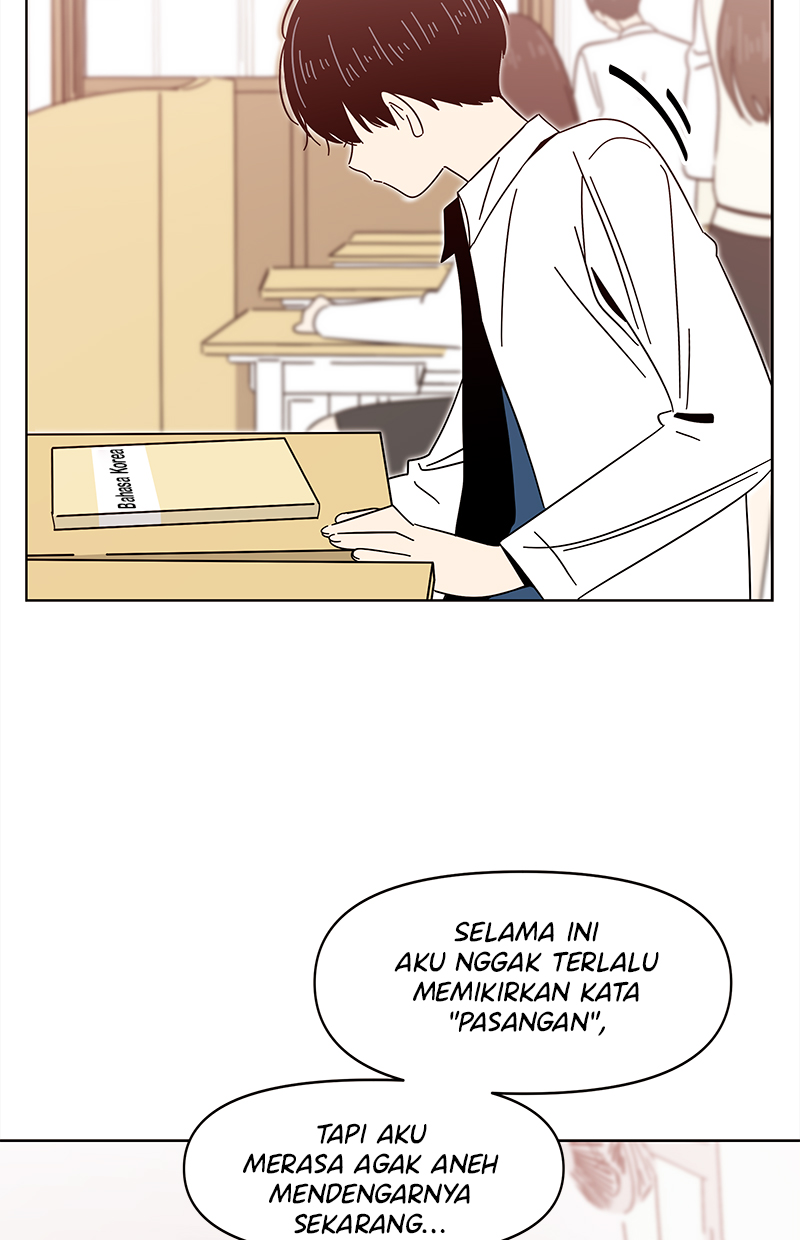 Bahasa Korea
SELAMA INI
AKU NGGAK TERLALU
MEMIKIRKAN KATA
"PASANGAN",
TAPI AKU
MERASA AGAK ANEH
MENDENGARNYA
SEKARANG...